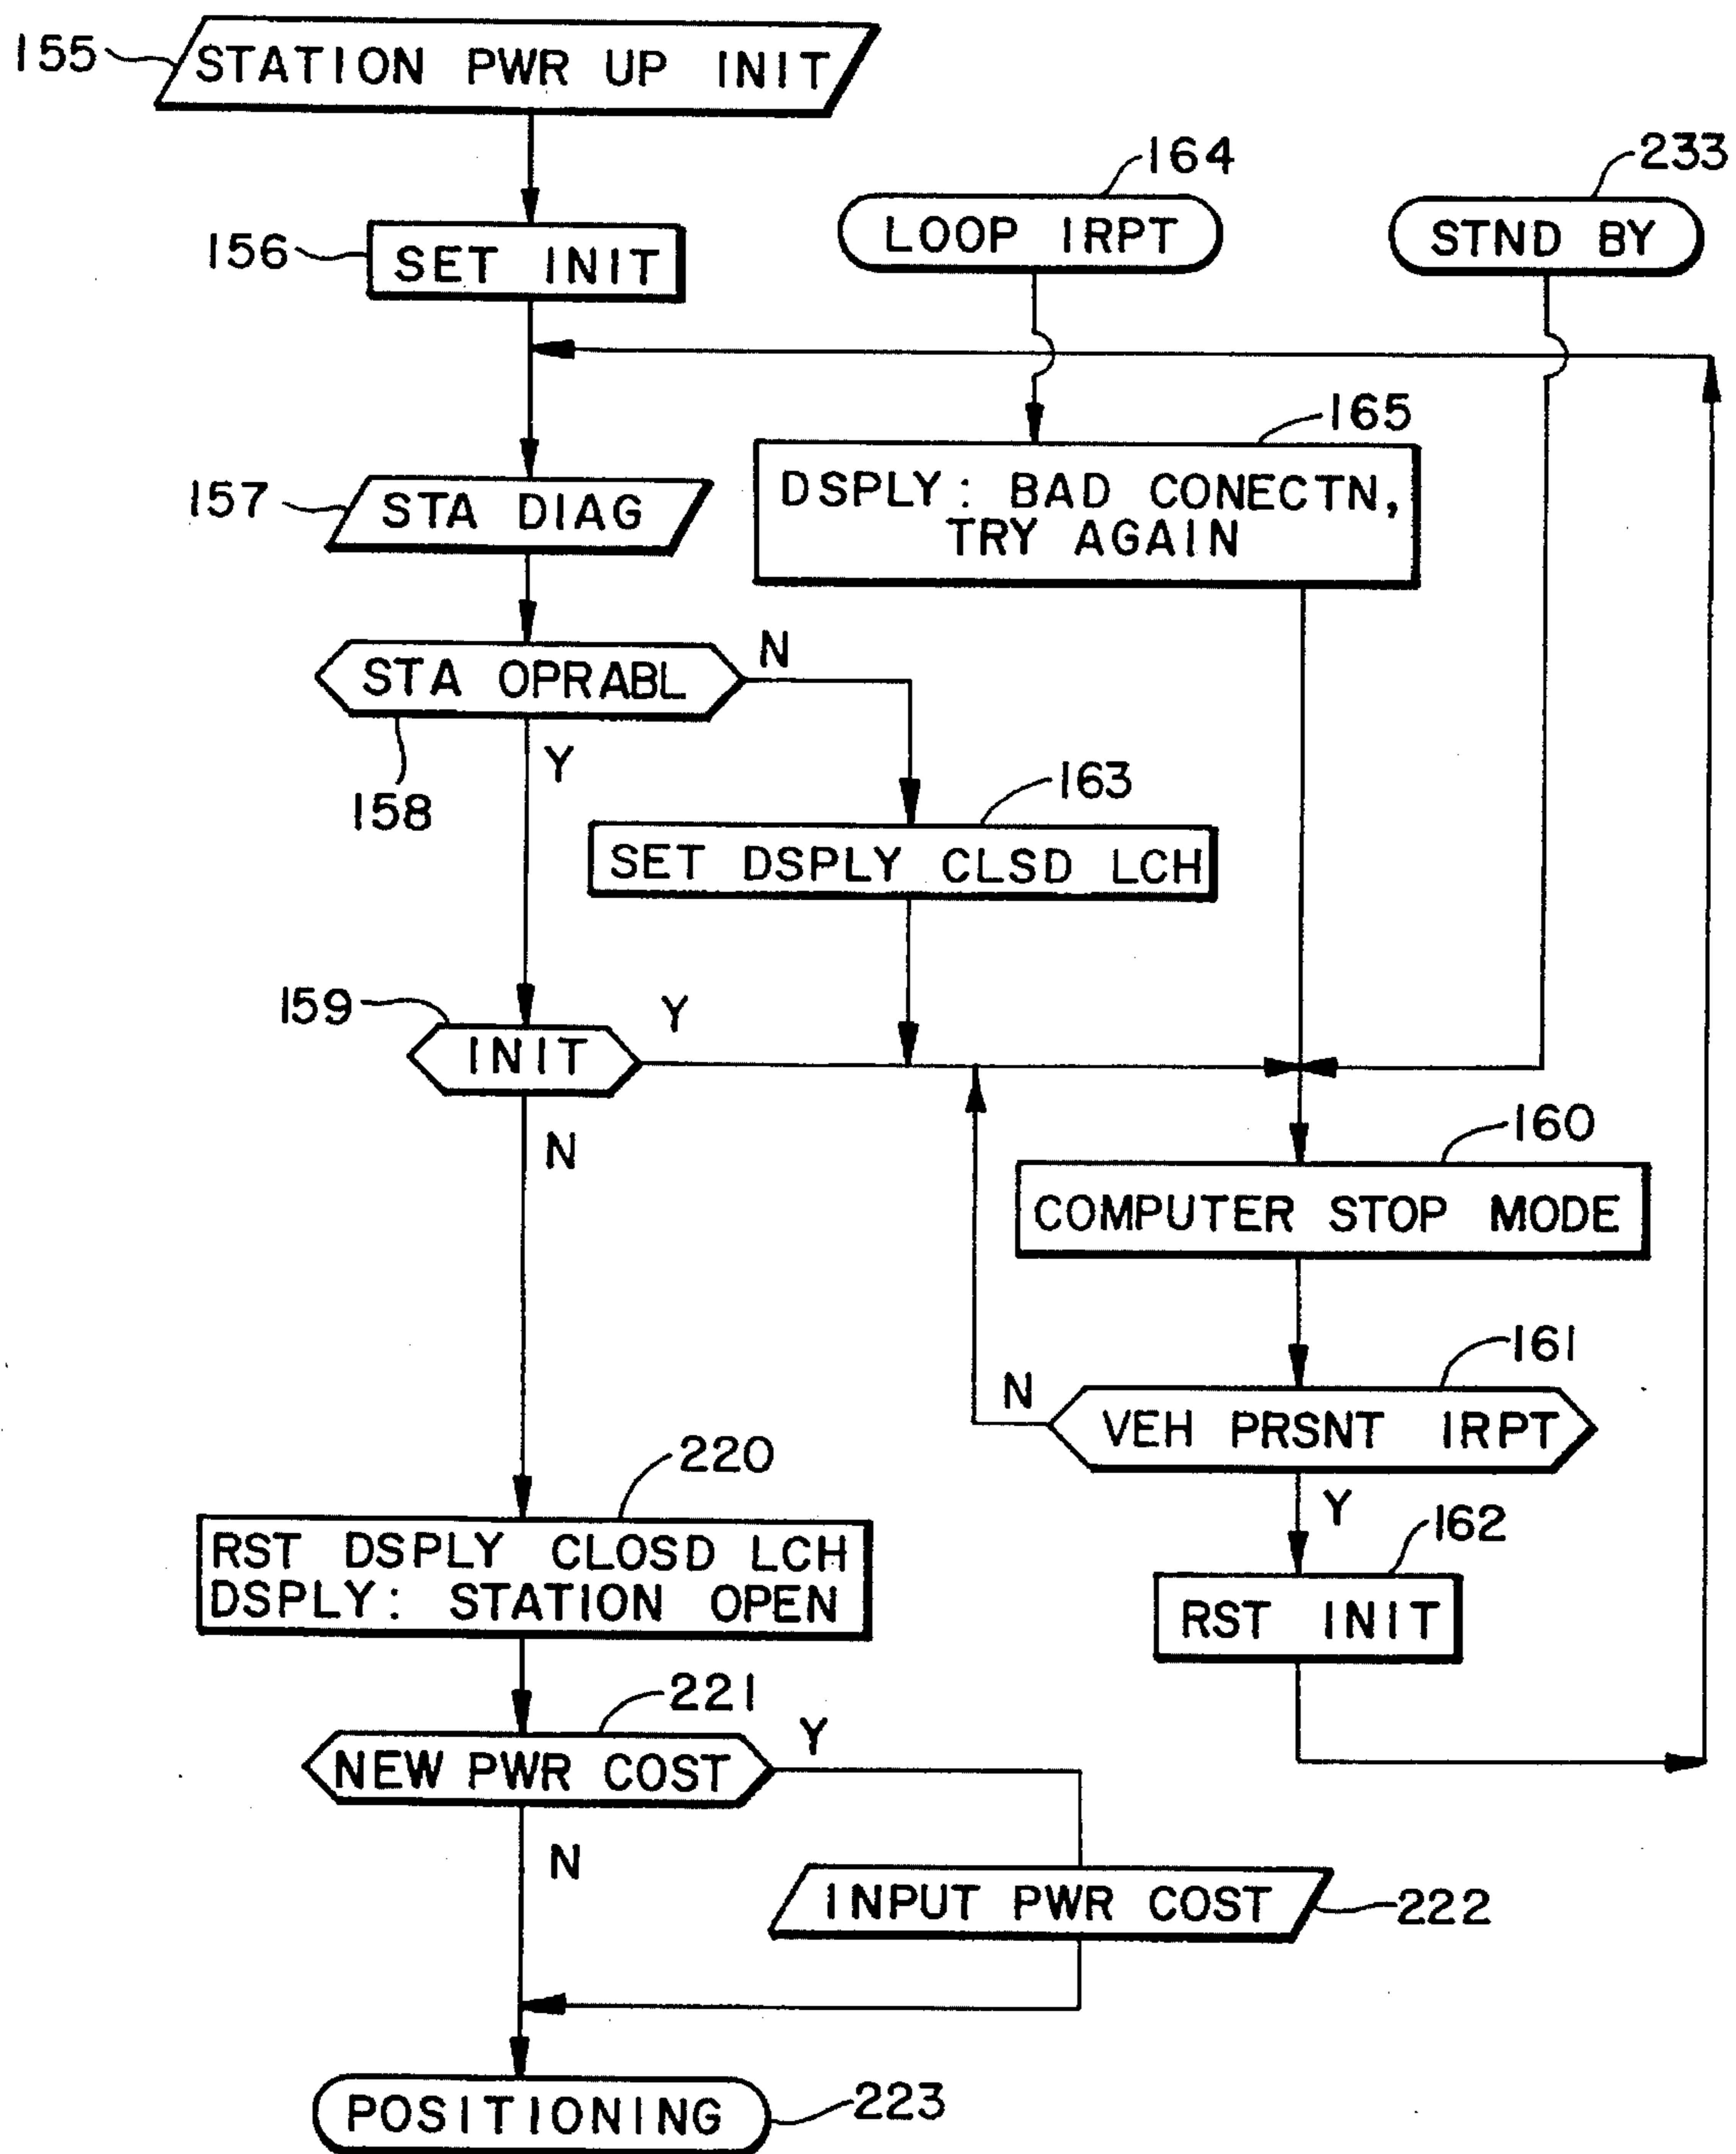 155
STATION PWR UP INIT
164
233
156
SET INIT
LOOP IRPT
STND BY
165
157
STA DIAG
DSPLY: BAD CONECTN,
TRY AGAIN
STA OPRABL
N
158
Y
163
SET DSPLY CLSD LCH
159
INIT
Y
N
160
COMPUTER STOP MODE
161
N
VEH PRSNT IRPT
Y
220
RST DSPLY CLOSD LCH
DSPLY: STATION OPEN
162
RST INIT
221
NEW PWR COST
Y
N
INPUT PWR COST
222
POSITIONING
223